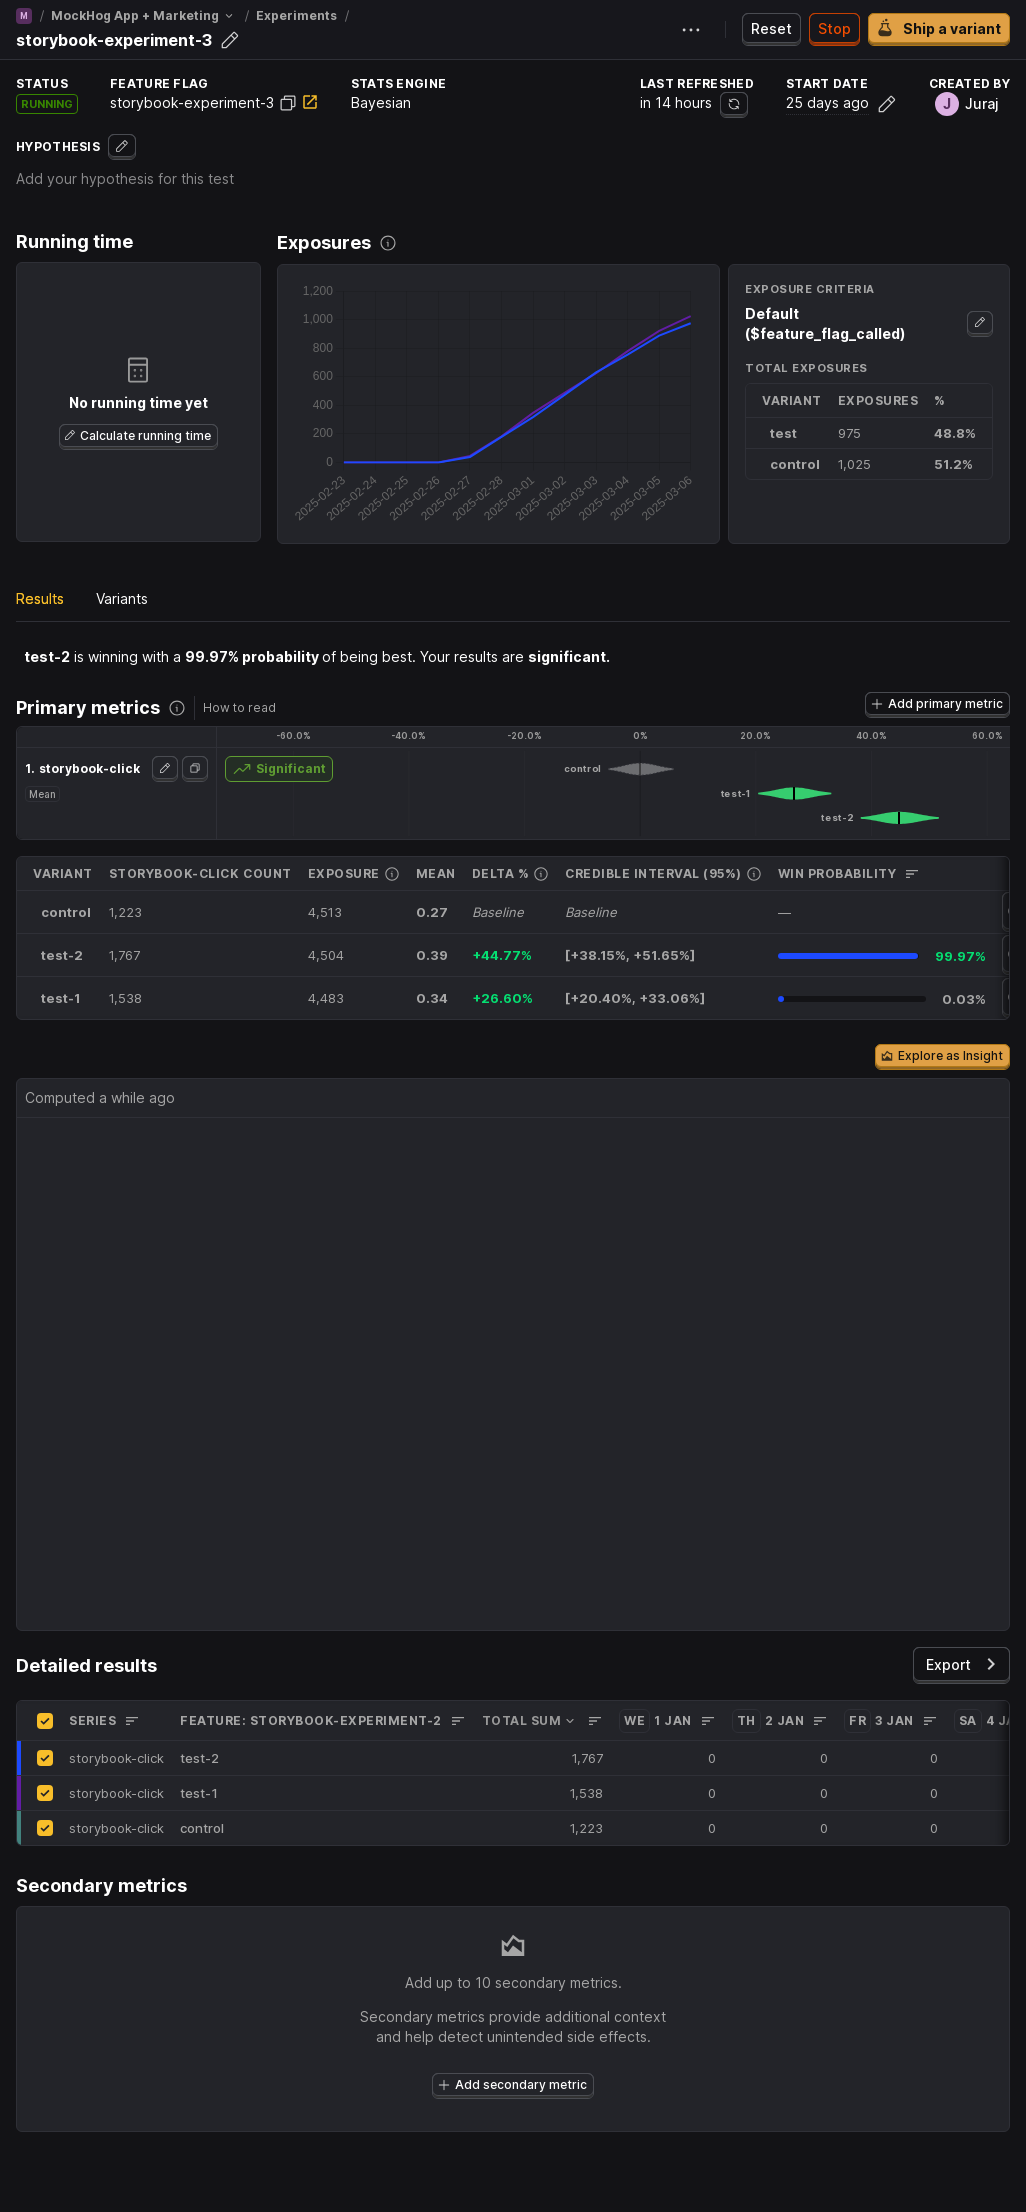 M / MockHog App + Marketing / Experiments /
storybook-experiment-3
Reset
Stop
Ship a variant
STATUS
RUNNING
FEATURE FLAG
storybook-experiment-3
STATS ENGINE
Bayesian
LAST REFRESHED
in 14 hours
START DATE
25 days ago
CREATED BY
J Juraj
HYPOTHESIS
Add your hypothesis for this test
Running time
No running time yet
Calculate running time
Exposures
1,200
1,000
800
600
400
200
0
2025-02-23
2025-02-24
2025-02-25
2025-02-26
2025-02-27
2025-02-28
2025-03-01
2025-03-02
2025-03-03
2025-03-04
2025-03-05
2025-03-06
EXPOSURE CRITERIA
Default
($feature_flag_called)
TOTAL EXPOSURES
VARIANT EXPOSURES %
test 975 48.8%
control 1,025 51.2%
Results Variants
test-2 is winning with a 99.97% probability of being best. Your results are significant.
Primary metrics
How to read
Add primary metric
-60.0% -40.0% -20.0% 0% 20.0% 40.0% 60.0%
1. storybook-click
Mean
Significant
control
test-1
test-2
VARIANT STORYBOOK-CLICK COUNT EXPOSURE MEAN DELTA % CREDIBLE INTERVAL (95%) WIN PROBABILITY
control 1,223 4,513 0.27 Baseline Baseline —
test-2 1,767 4,504 0.39 +44.77% [+38.15%, +51.65%] 99.97%
test-1 1,538 4,483 0.34 +26.60% [+20.40%, +33.06%] 0.03%
Explore as Insight
Computed a while ago
Detailed results
Export
SERIES FEATURE: STORYBOOK-EXPERIMENT-2 TOTAL SUM WE 1 JAN TH 2 JAN FR 3 JAN SA 4 JA
storybook-click test-2 1,767 0 0 0
storybook-click test-1 1,538 0 0 0
storybook-click control 1,223 0 0 0
Secondary metrics
Add up to 10 secondary metrics.
Secondary metrics provide additional context
and help detect unintended side effects.
Add secondary metric